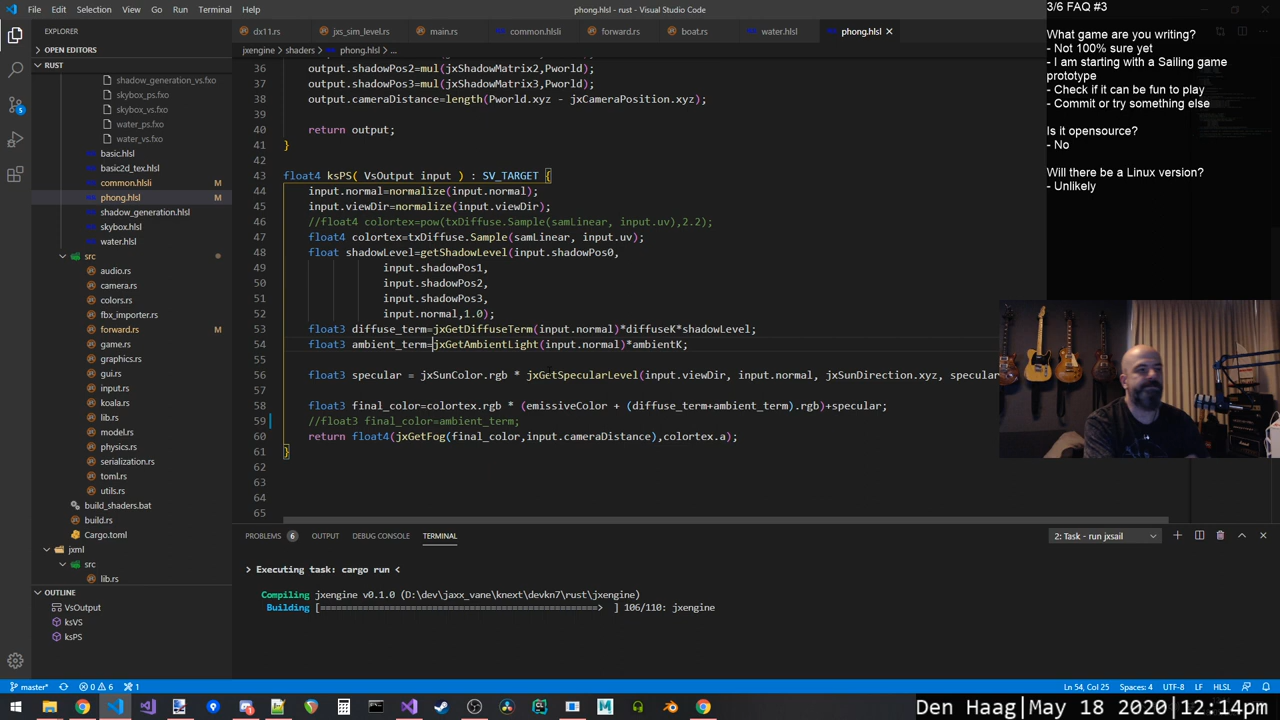 File Edit Selection View Go Run Terminal Help
phong.hlsl - rust - Visual Studio Code
3/6 FAQ #3
What game are you writing?
- Not 100% sure yet
- I am starting with a Sailing game
prototype
- Check if it can be fun to play
- Commit or try something else
Is it opensource?
- No
Will there be a Linux version?
- Unlikely
EXPLORER
OPEN EDITORS
RUST
shadow_generation_vs.fxo
skybox_ps.fxo
skybox_vs.fxo
water_ps.fxo
water_vs.fxo
basic.hlsl
basic2d_tex.hlsl
common.hlsli M
phong.hlsl M
shadow_generation.hlsl
skybox.hlsl
water.hlsl
src
audio.rs
camera.rs
colors.rs
fbx_importer.rs
forward.rs M
game.rs
graphics.rs
gui.rs
input.rs
koala.rs
lib.rs
model.rs
physics.rs
serialization.rs
toml.rs
utils.rs
build_shaders.bat
build.rs
Cargo.toml
jxml
src
lib.rs
OUTLINE
VsOutput
ksVS
ksPS
5
dx11.rs jxs_sim_level.rs main.rs common.hlsli forward.rs boat.rs water.hlsl phong.hlsl
jxengine > shaders > phong.hlsl > ...
36 output.shadowPos2=mul(jxShadowMatrix2,Pworld);
37 output.shadowPos3=mul(jxShadowMatrix3,Pworld);
38 output.cameraDistance=length(Pworld.xyz - jxCameraPosition.xyz);
39
40 return output;
41 }
42
43 float4 ksPS( VsOutput input ) : SV_TARGET {
44 input.normal=normalize(input.normal);
45 input.viewDir=normalize(input.viewDir);
46 //float4 colortex=pow(txDiffuse.Sample(samLinear, input.uv),2.2);
47 float4 colortex=txDiffuse.Sample(samLinear, input.uv);
48 float shadowLevel=getShadowLevel(input.shadowPos0,
49 input.shadowPos1,
50 input.shadowPos2,
51 input.shadowPos3,
52 input.normal,1.0);
53 float3 diffuse_term=jxGetDiffuseTerm(input.normal)*diffuseK*shadowLevel;
54 float3 ambient_term=jxGetAmbientLight(input.normal)*ambientK;
55
56 float3 specular = jxSunColor.rgb * jxGetSpecularLevel(input.viewDir, input.normal, jxSunDirection.xyz, specular
57
58 float3 final_color=colortex.rgb * (emissiveColor + (diffuse_term+ambient_term).rgb)+specular;
59 //float3 final_color=ambient_term;
60 return float4(jxGetFog(final_color,input.cameraDistance),colortex.a);
61 }
62
63
64
65
PROBLEMS 6 OUTPUT DEBUG CONSOLE TERMINAL
2: Task - run jxsail
> Executing task: cargo run <
Compiling jxengine v0.1.0 (D:\dev\jaxx_vane\knext\devkn7\rust\jxengine)
Building [======================================================> ] 106/110: jxengine
master* 0 6 1
Ln 54, Col 25 Spaces: 4 UTF-8 LF HLSL
Den Haag|May 18 2020|12:14pm